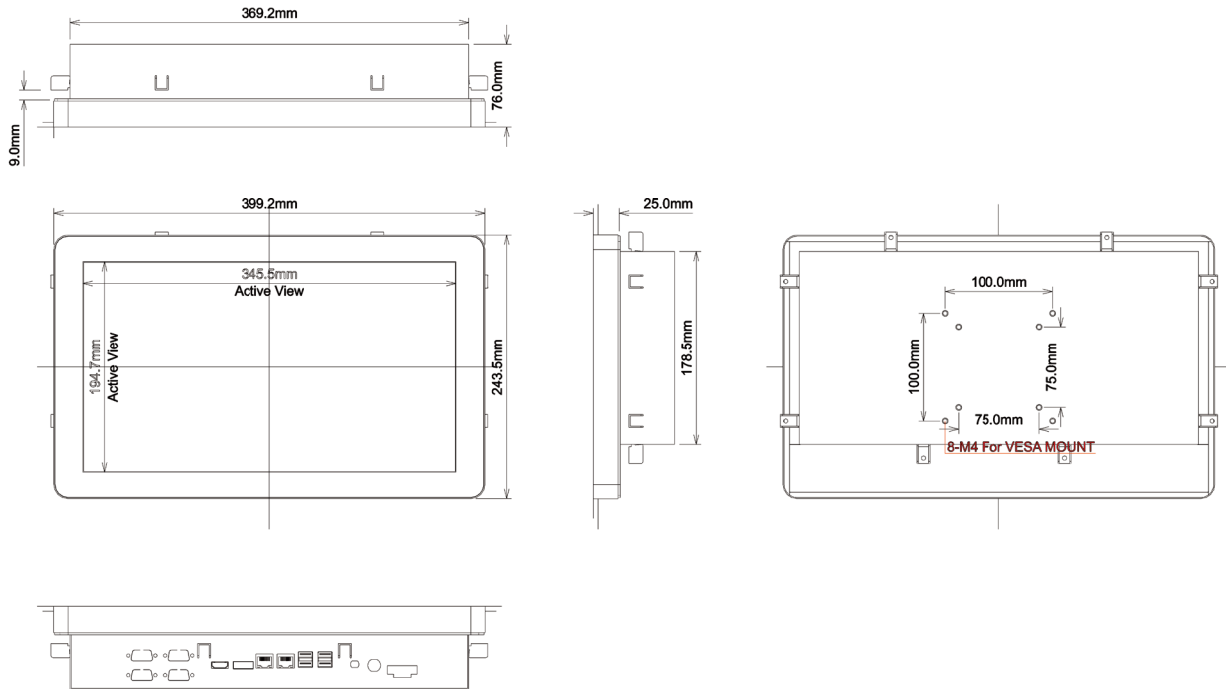 369.2mm
76.0mm
9.0mm
399.2mm
25.0mm
345.5mm
Active View
100.0mm
194.7mm
Active View
243.5mm
178.5mm
100.0mm
75.0mm
75.0mm
8-M4 For VESA MOUNT